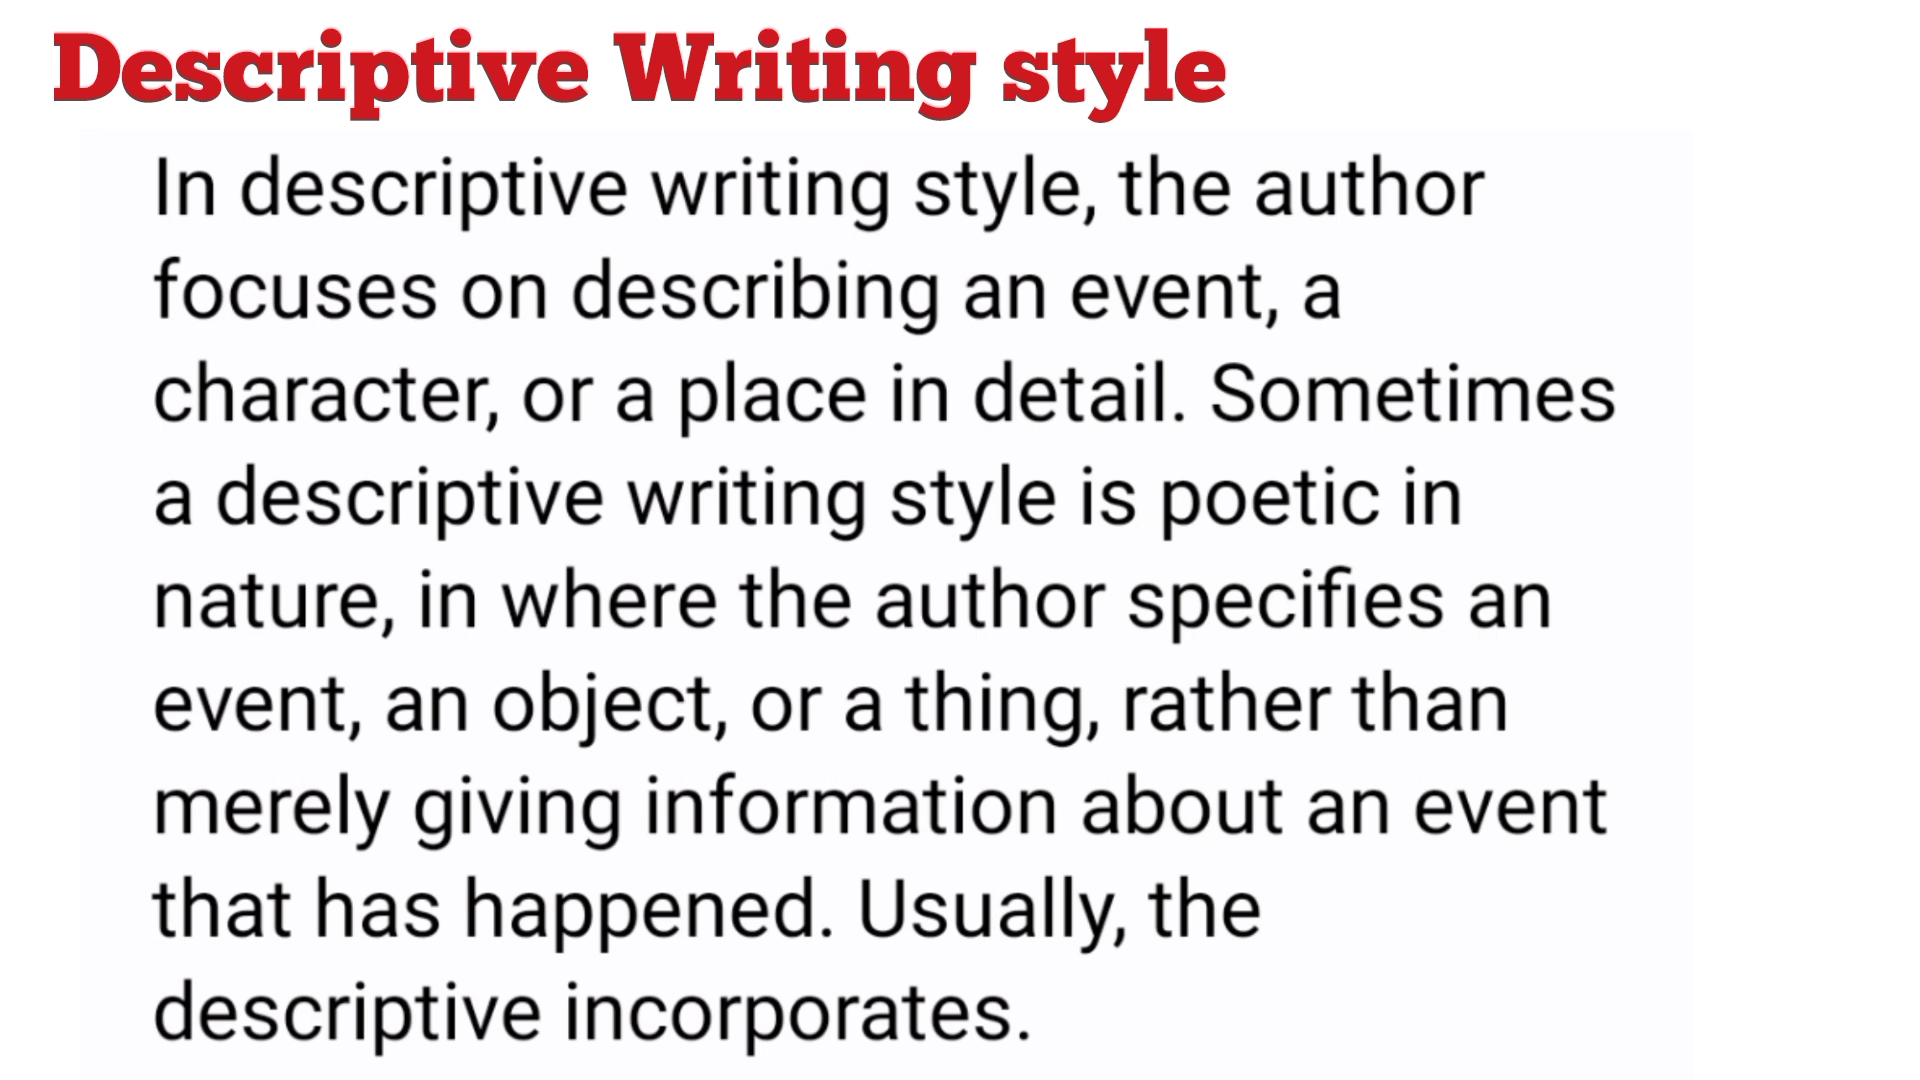 Descriptive Writing style
In descriptive writing style, the author
focuses on describing an event, a
character, or a place in detail. Sometimes
a descriptive writing style is poetic in
nature, in where the author specifies an
event, an object, or a thing, rather than
merely giving information about an event
that has happened. Usually, the
descriptive incorporates.